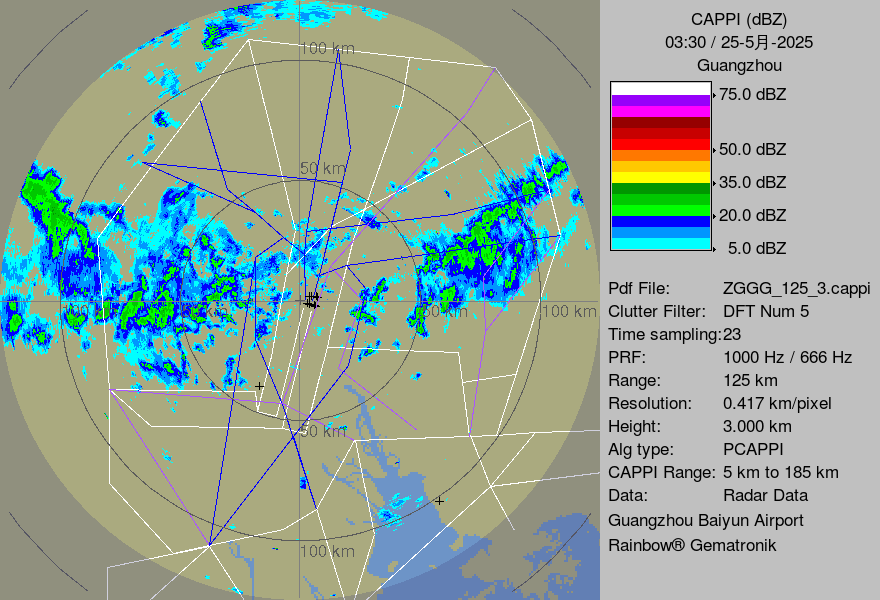 CAPPI (dBZ)
03:30 / 25-5月-2025
Guangzhou
75.0 dBZ
50.0 dBZ
35.0 dBZ
20.0 dBZ
5.0 dBZ
Pdf File: ZGGG_125_3.cappi
Clutter Filter: DFT Num 5
Time sampling:23
PRF: 1000 Hz / 666 Hz
Range: 125 km
Resolution: 0.417 km/pixel
Height: 3.000 km
Alg type: PCAPPI
CAPPI Range: 5 km to 185 km
Data: Radar Data
Guangzhou Baiyun Airport
Rainbow® Gematronik
100 km
50 km
100 km 50 km 50 km 100 km
50 km
100 km